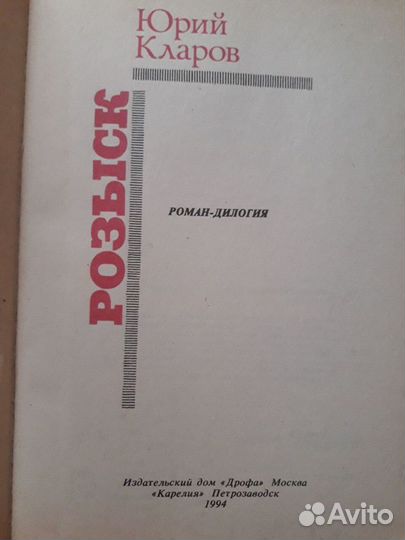 Юрий
Кларов
РОЗЫСК
РОМАН-ДИЛОГИЯ
Издательский дом «Дрофа» Москва
«Карелия» Петрозаводск
1994
Avito